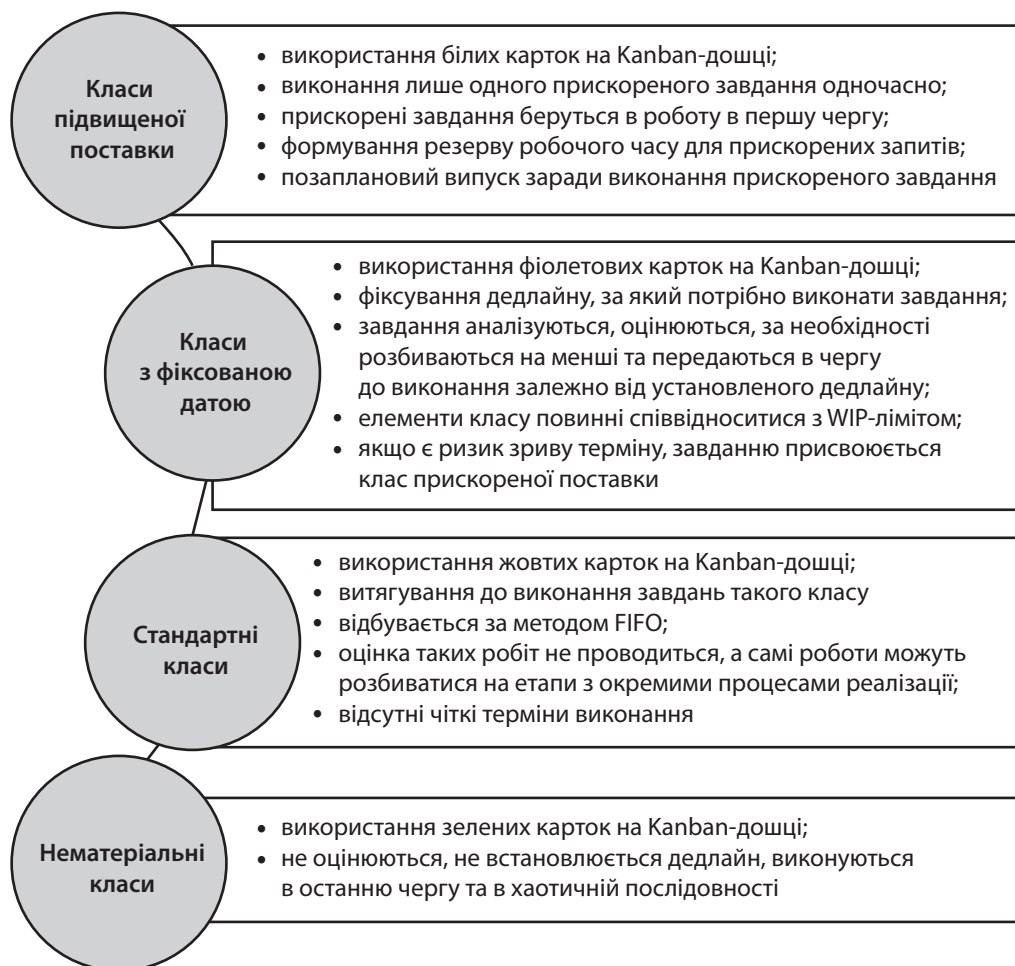 Класи
підвищеної
поставки
• використання білих карток на Kanban-дошці;
• виконання лише одного прискореного завдання одночасно;
• прискорені завдання беруться в роботу в першу чергу;
• формування резерву робочого часу для прискорених запитів;
• позаплановий випуск заради виконання прискореного завдання
Класи
з фіксованою
датою
• використання фіолетових карток на Kanban-дошці;
• фіксування дедлайну, за який потрібно виконати завдання;
• завдання аналізуються, оцінюються, за необхідності
розбиваються на менші та передаються в чергу
до виконання залежно від установленого дедлайну;
• елементи класу повинні співвідноситися з WIP-лімітом;
• якщо є ризик зриву терміну, завданню присвоюється
клас прискореної поставки
Стандартні
класи
• використання жовтих карток на Kanban-дошці;
• витягування до виконання завдань такого класу
• відбувається за методом FIFO;
• оцінка таких робіт не проводиться, а самі роботи можуть
розбиватися на етапи з окремими процесами реалізації;
• відсутні чіткі терміни виконання
Нематеріальні
класи
• використання зелених карток на Kanban-дошці;
• не оцінюються, не встановлюється дедлайн, виконуються
в останню чергу та в хаотичній послідовності